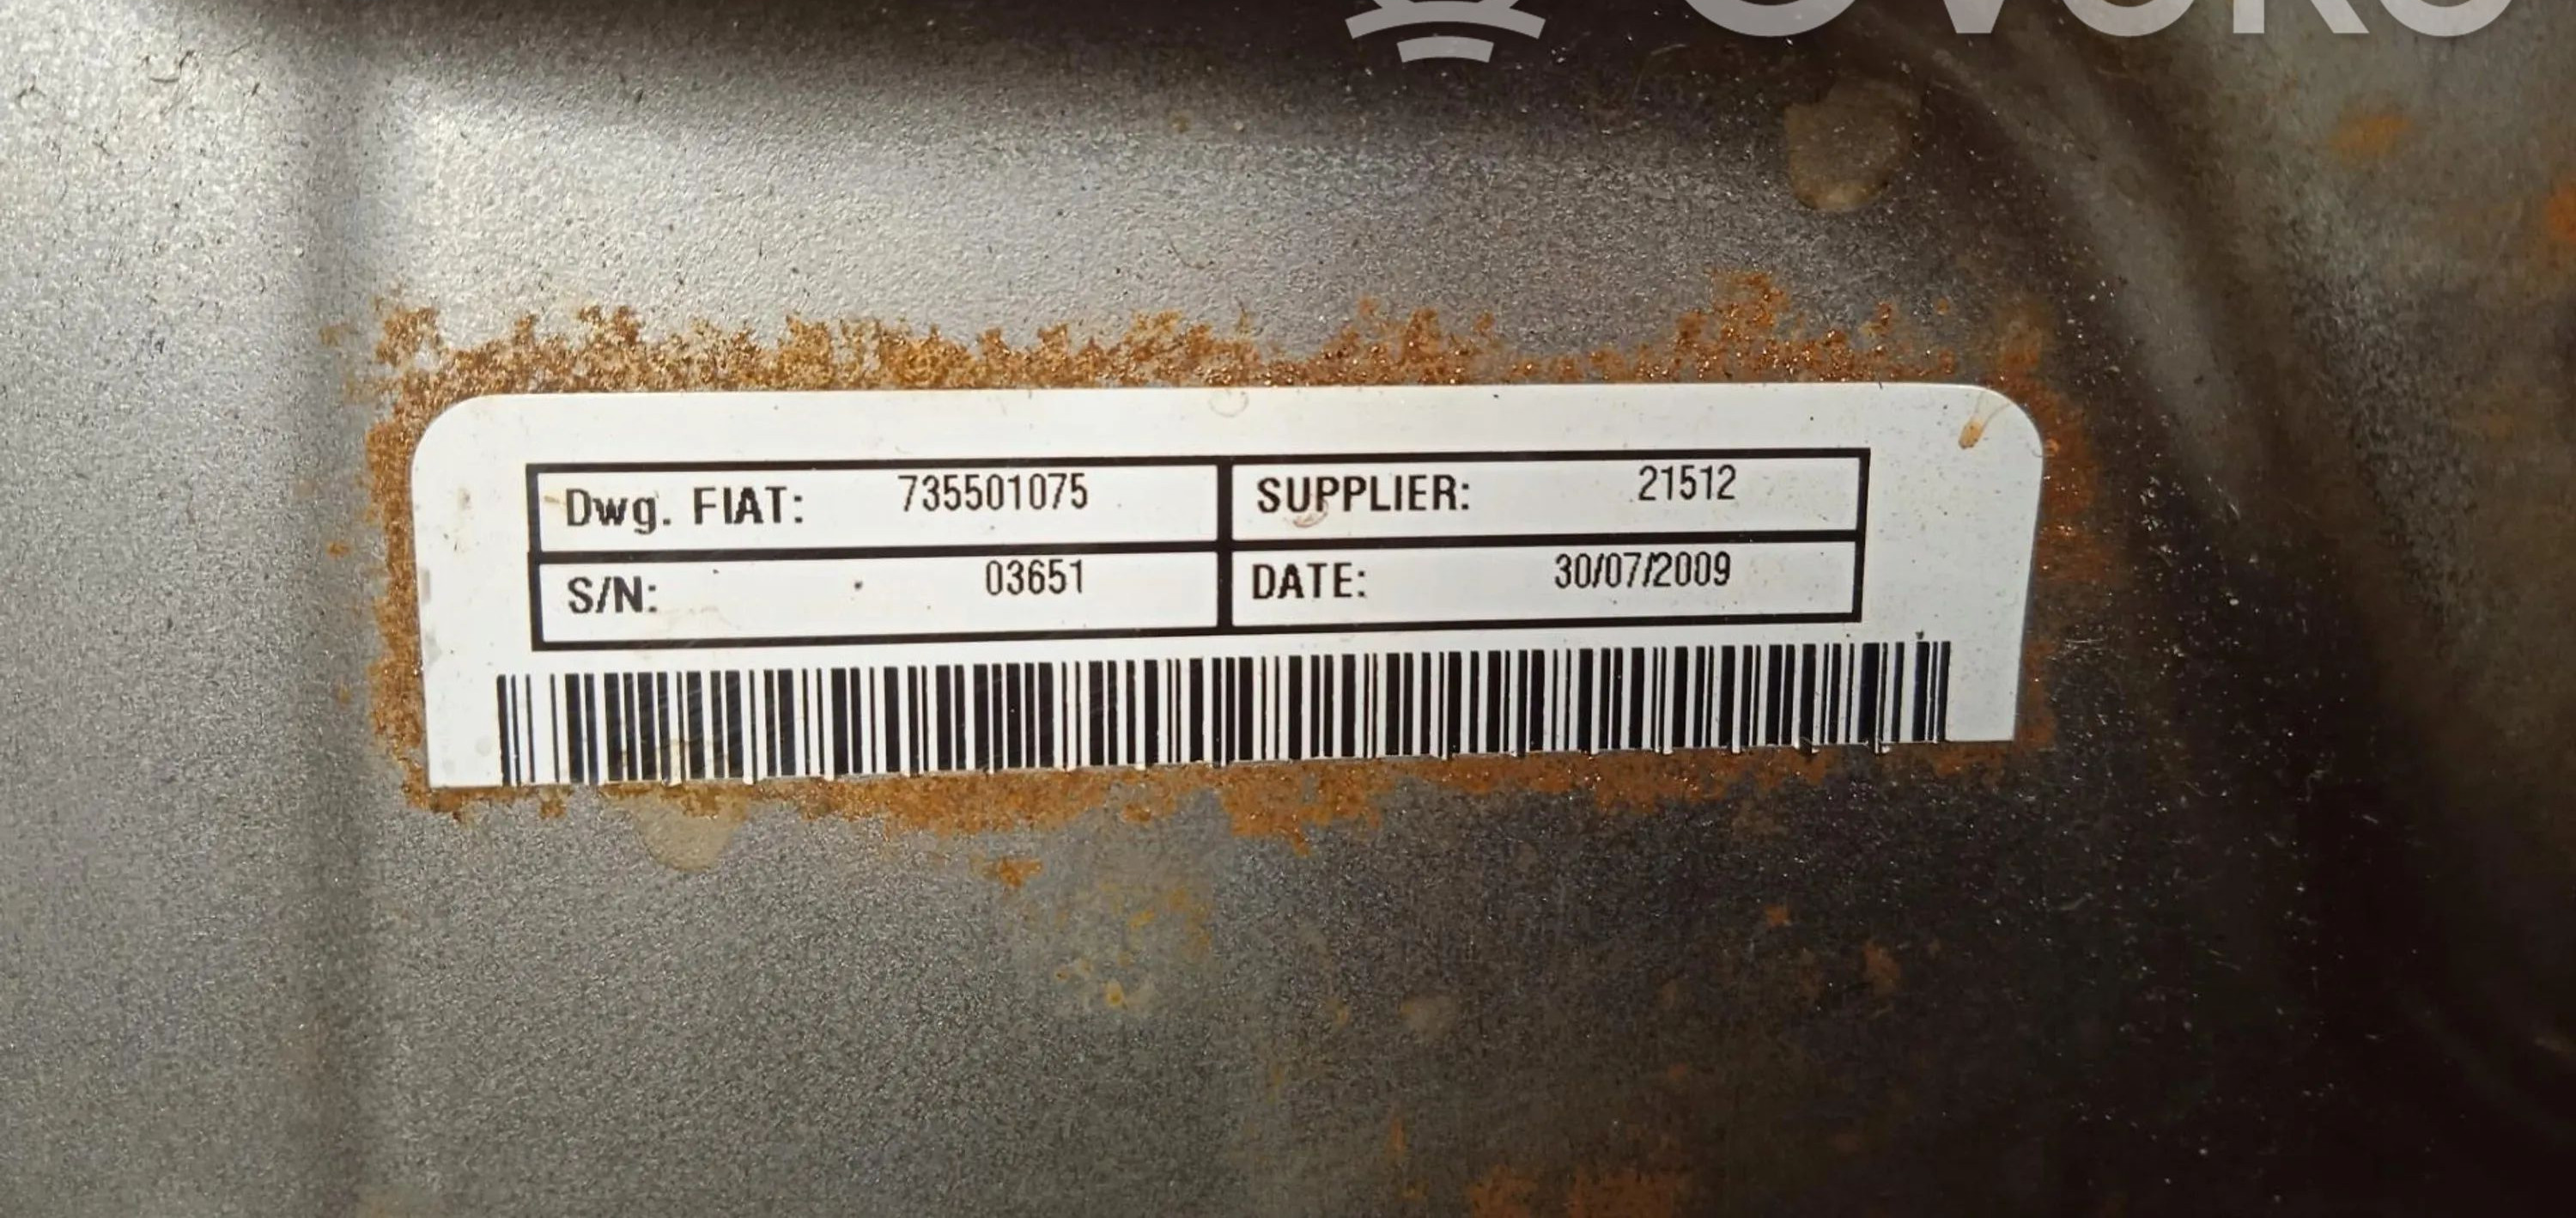 Dwg. FIAT: 735501075 SUPPLIER: 21512
S/N: 03651 DATE: 30/07/2009